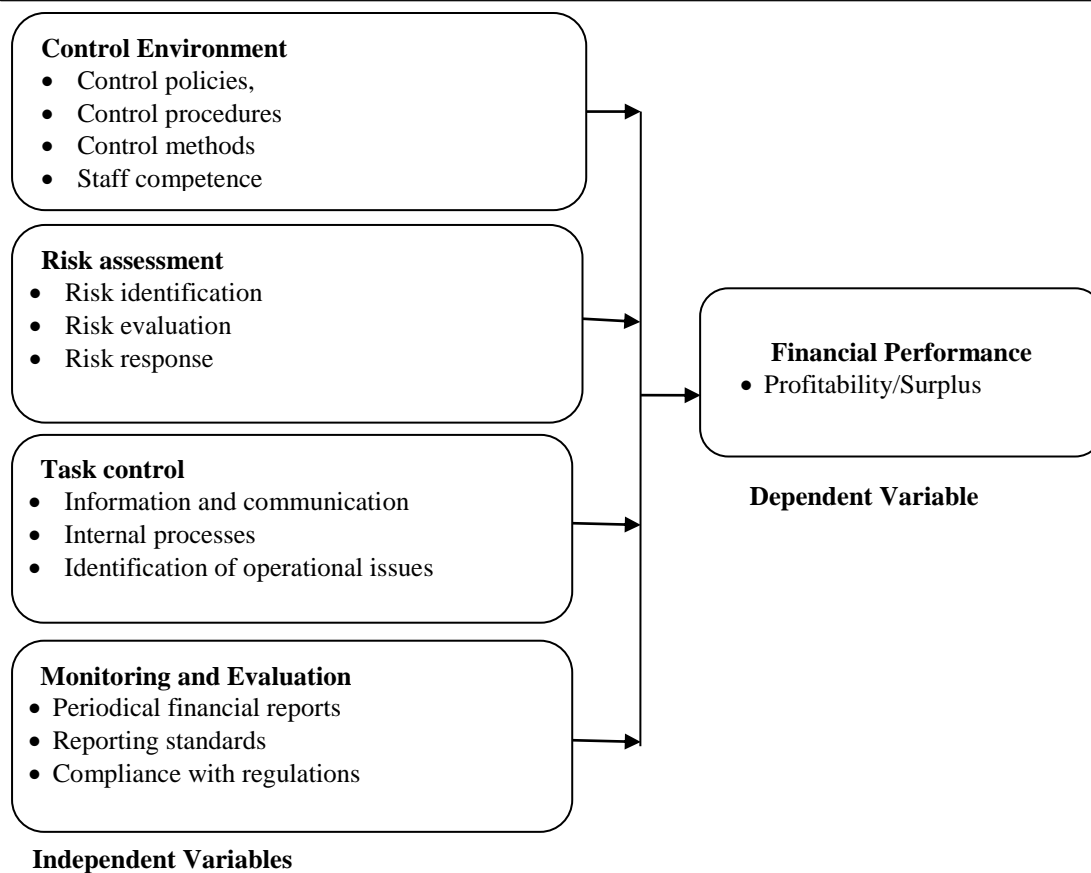 Control Environment
• Control policies,
• Control procedures
• Control methods
• Staff competence
Risk assessment
• Risk identification
• Risk evaluation
• Risk response
Task control
• Information and communication
• Internal processes
• Identification of operational issues
Monitoring and Evaluation
• Periodical financial reports
• Reporting standards
• Compliance with regulations
Independent Variables
Financial Performance
• Profitability/Surplus
Dependent Variable